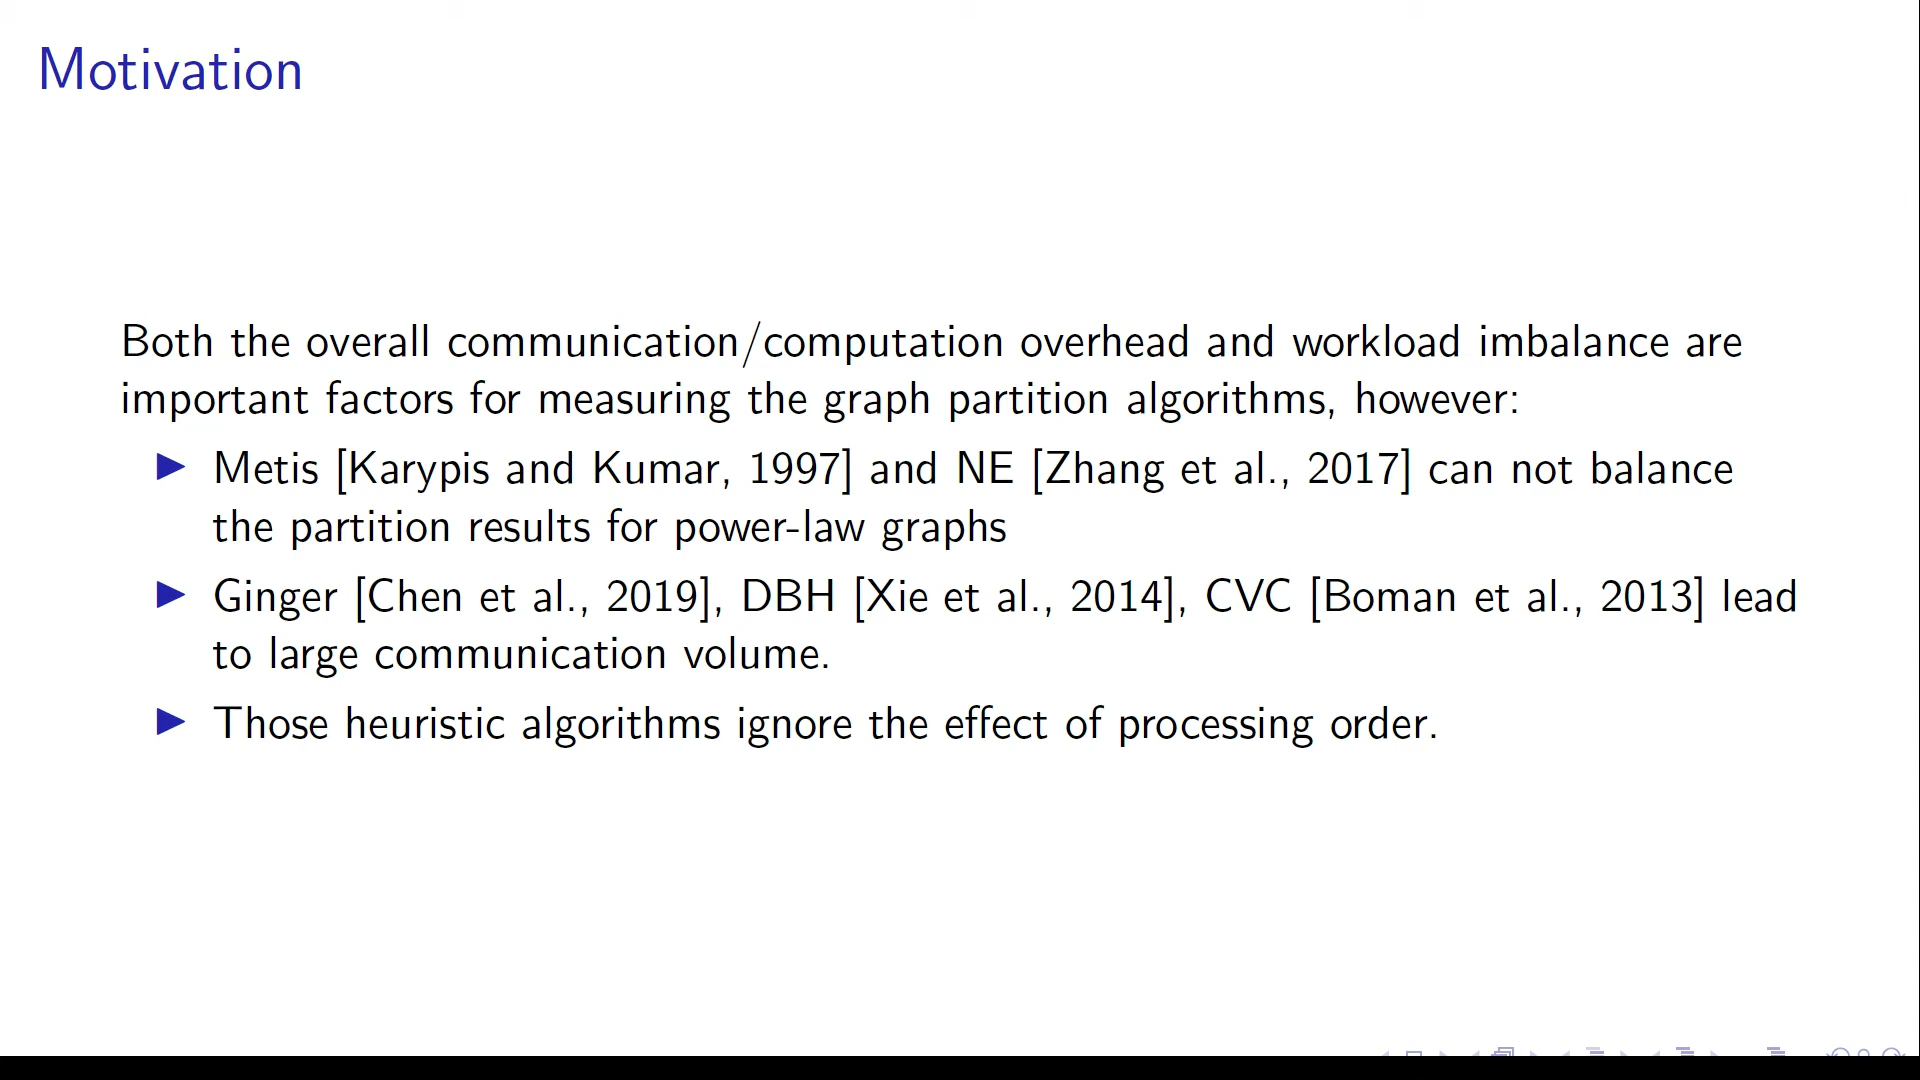 Motivation
Both the overall communication/computation overhead and workload imbalance are
important factors for measuring the graph partition algorithms, however:
Metis [Karypis and Kumar, 1997] and NE [Zhang et al., 2017] can not balance
the partition results for power-law graphs
Ginger [Chen et al., 2019], DBH [Xie et al., 2014], CVC [Boman et al., 2013] lead
to large communication volume.
Those heuristic algorithms ignore the effect of processing order.